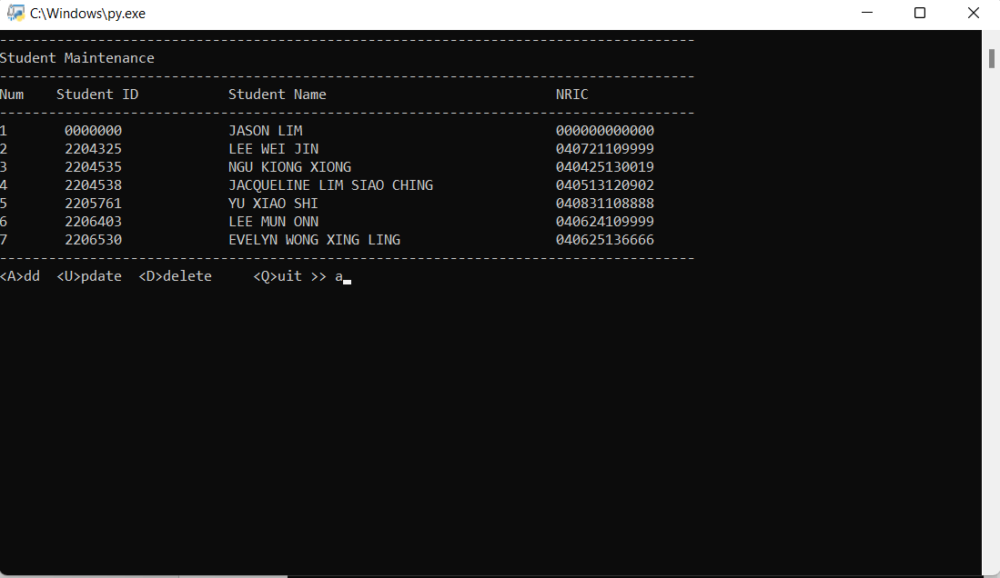 C:\Windows\py.exe
-------------------------------------------------------------------------------------
Student Maintenance
-------------------------------------------------------------------------------------
Num    Student ID           Student Name                            NRIC
-------------------------------------------------------------------------------------
1       0000000             JASON LIM                               000000000000
2       2204325             LEE WEI JIN                             040721109999
3       2204535             NGU KIONG XIONG                         040425130019
4       2204538             JACQUELINE LIM SIAO CHING               040513120902
5       2205761             YU XIAO SHI                             040831108888
6       2206403             LEE MUN ONN                             040624109999
7       2206530             EVELYN WONG XING LING                   040625136666
-------------------------------------------------------------------------------------
<A>dd  <U>pdate  <D>delete     <Q>uit >> a